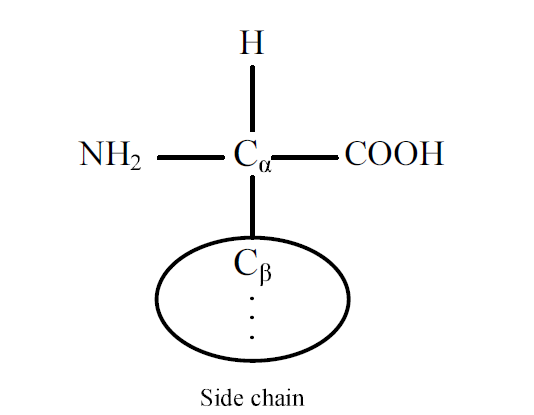 H
NH₂ Cα COOH
Cβ
Side chain